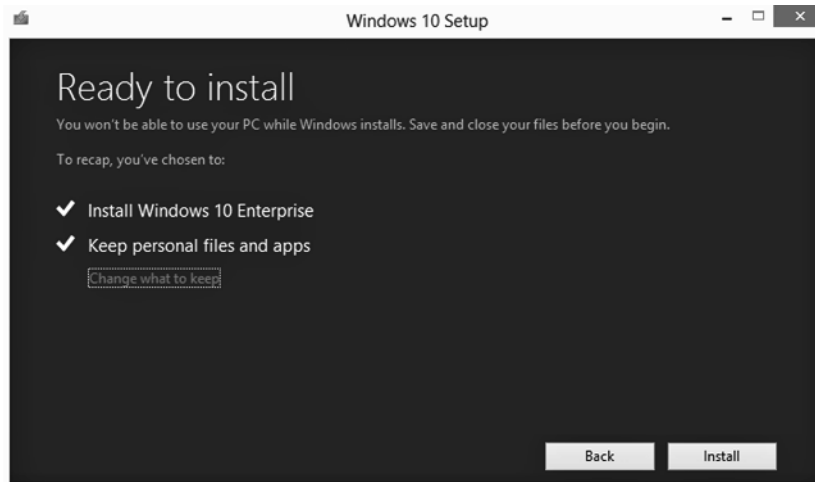 Windows 10 Setup
Ready to install
You won't be able to use your PC while Windows installs. Save and close your files before you begin.
To recap, you've chosen to:
Install Windows 10 Enterprise
Keep personal files and apps
Change what to keep
Back
Install